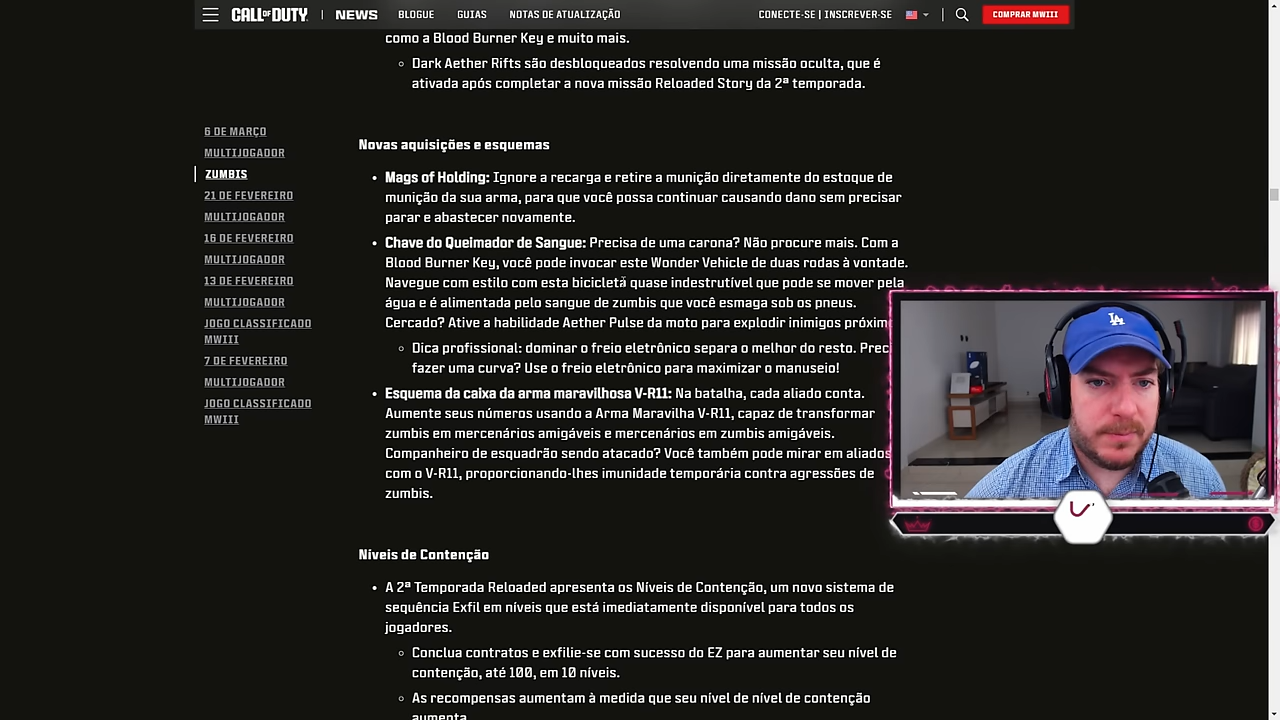 CALL OF DUTY
NEWS
BLOGUE
GUIAS
NOTAS DE ATUALIZAÇÃO
CONECTE-SE | INSCREVER-SE
COMPRAR MWIII
como a Blood Burner Key e muito mais.
Dark Aether Rifts são desbloqueados resolvendo uma missão oculta, que é
ativada após completar a nova missão Reloaded Story da 2ª temporada.
6 DE MARÇO
MULTIJOGADOR
ZUMBIS
21 DE FEVEREIRO
MULTIJOGADOR
16 DE FEVEREIRO
MULTIJOGADOR
13 DE FEVEREIRO
MULTIJOGADOR
JOGO CLASSIFICADO
MWIII
7 DE FEVEREIRO
MULTIJOGADOR
JOGO CLASSIFICADO
MWIII
Novas aquisições e esquemas
Mags of Holding: Ignore a recarga e retire a munição diretamente do estoque de
munição da sua arma, para que você possa continuar causando dano sem precisar
parar e abastecer novamente.
Chave do Queimador de Sangue: Precisa de uma carona? Não procure mais. Com a
Blood Burner Key, você pode invocar este Wonder Vehicle de duas rodas à vontade.
Navegue com estilo com esta bicicleta quase indestrutível que pode se mover pela
água e é alimentada pelo sangue de zumbis que você esmaga sob os pneus.
Cercado? Ative a habilidade Aether Pulse da moto para explodir inimigos próxim
Dica profissional: dominar o freio eletrônico separa o melhor do resto. Prec
fazer uma curva? Use o freio eletrônico para maximizar o manuseio!
Esquema da caixa da arma maravilhosa V-R11: Na batalha, cada aliado conta.
Aumente seus números usando a Arma Maravilha V-R11, capaz de transformar
zumbis em mercenários amigáveis e mercenários em zumbis amigáveis.
Companheiro de esquadrão sendo atacado? Você também pode mirar em aliados
com o V-R11, proporcionando-lhes imunidade temporária contra agressões de
zumbis.
Níveis de Contenção
A 2ª Temporada Reloaded apresenta os Níveis de Contenção, um novo sistema de
sequência Exfil em níveis que está imediatamente disponível para todos os
jogadores.
Conclua contratos e exfilie-se com sucesso do EZ para aumentar seu nível de
contenção, até 100, em 10 níveis.
As recompensas aumentam à medida que seu nível de nível de contenção
aumenta.
LA